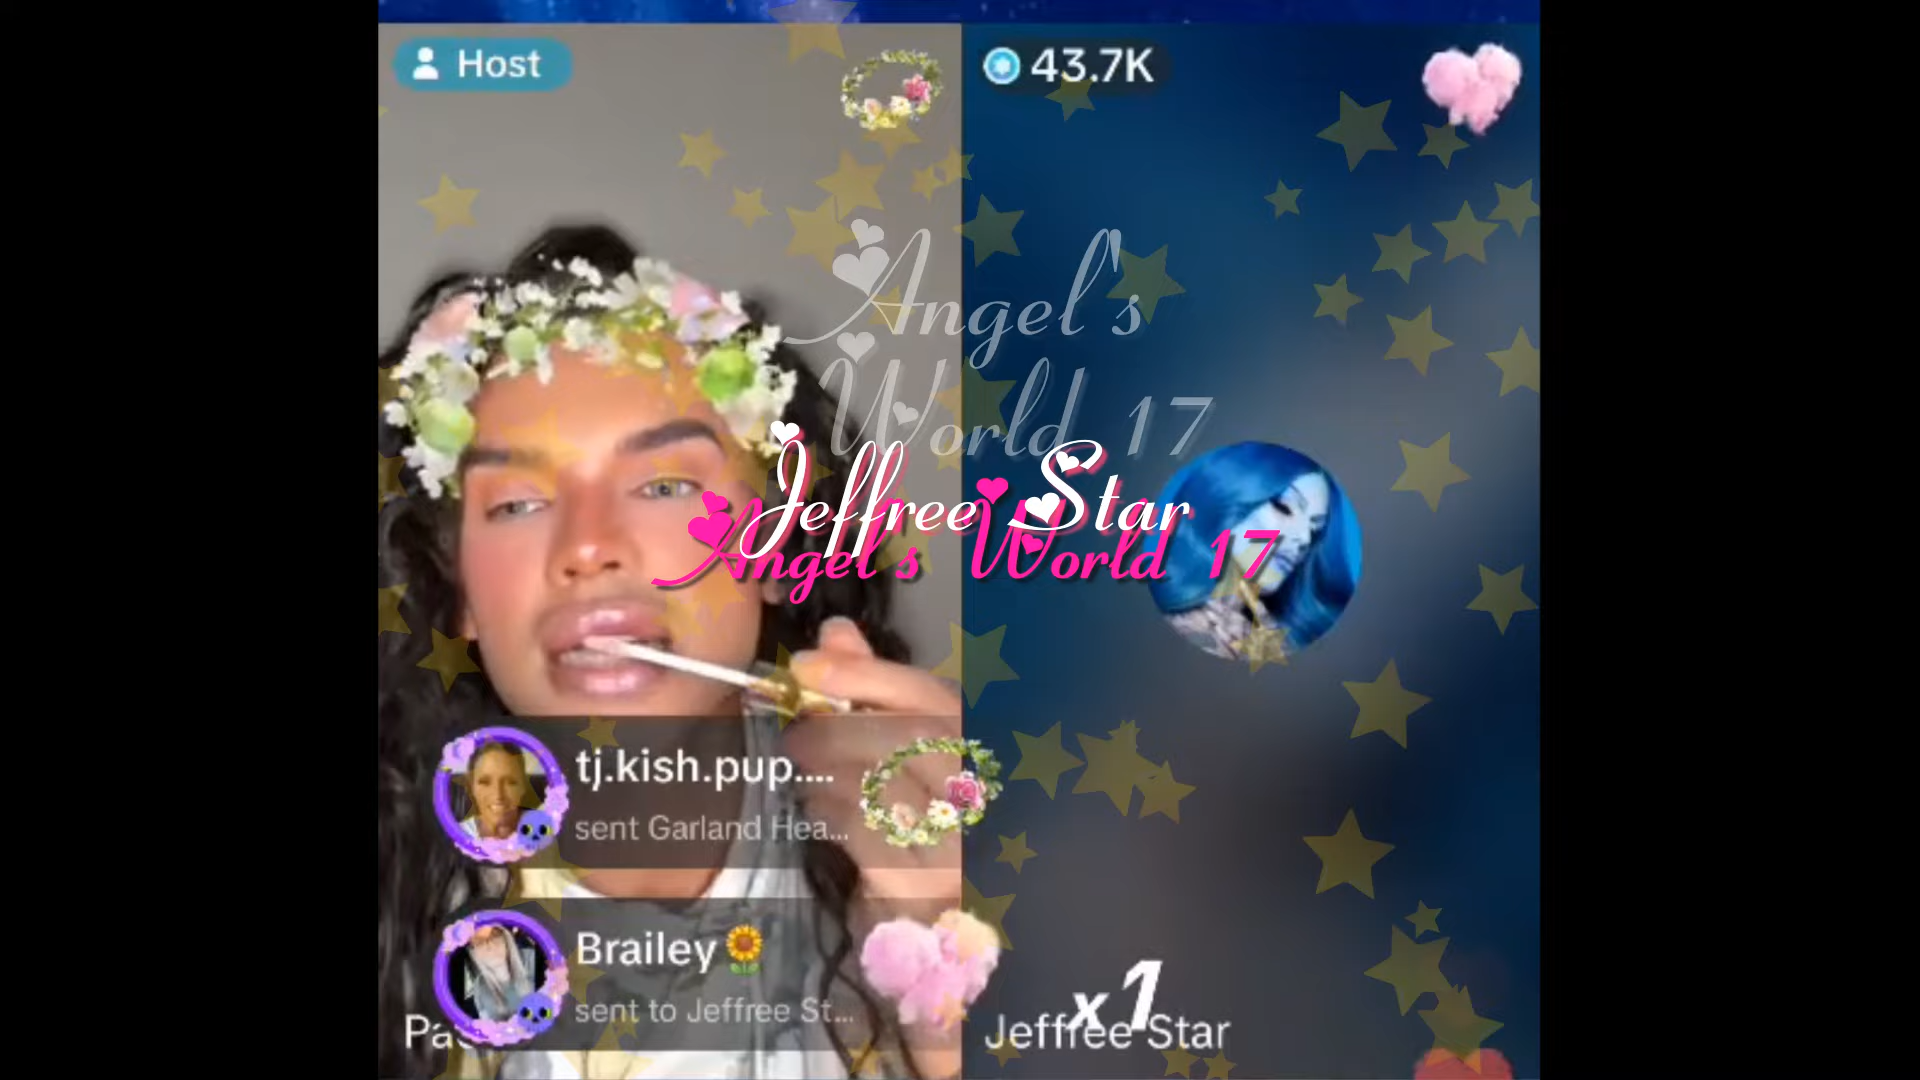 Host
43.7K
Angel's
World 17
Jeffree Star
Angel's World 17
tj.kish.pup....
sent Garland Hea...
Brailey🌻
sent to Jeffree St...
x1
Jeffree Star